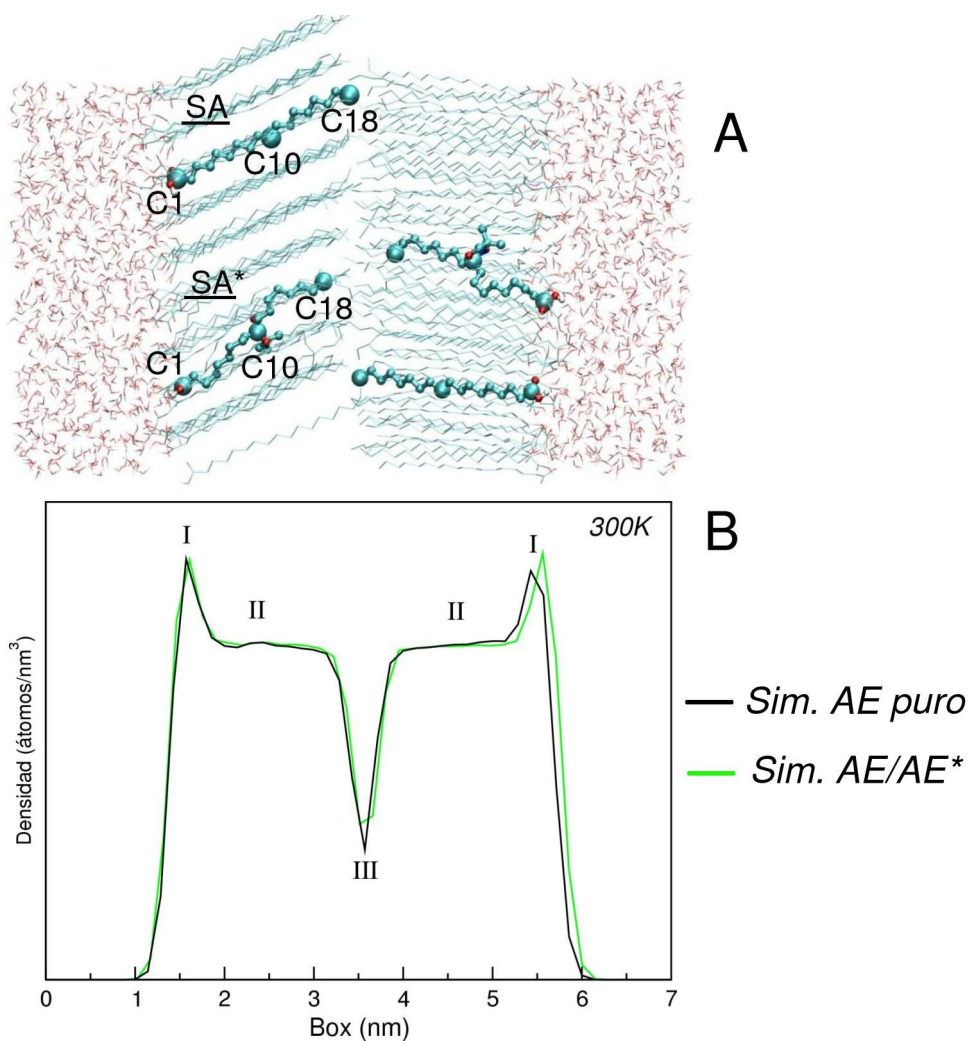 A
SA
C18
C10
C1
SA*
C18
C1
C10
B
300K
I
I
II
II
III
Densidad (átomos/nm3)
0 1 2 3 4 5 6 7
Box (nm)
Sim. AE puro
Sim. AE/AE*